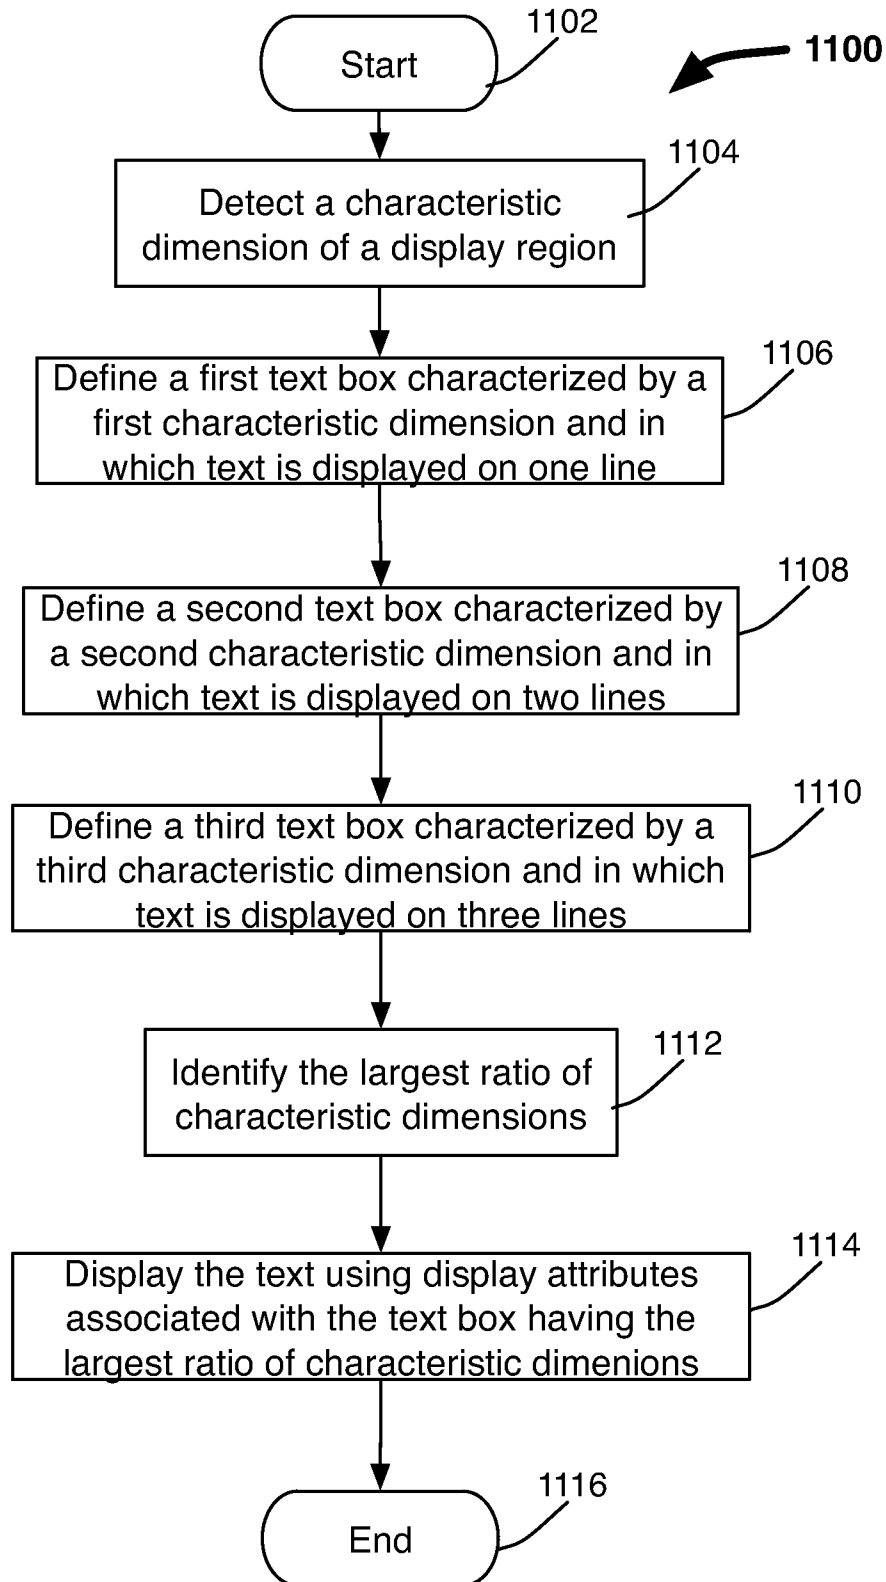 1102
Start
1100
1104
Detect a characteristic
dimension of a display region
1106
Define a first text box characterized by a
first characteristic dimension and in
which text is displayed on one line
1108
Define a second text box characterized by
a second characteristic dimension and in
which text is displayed on two lines
1110
Define a third text box characterized by a
third characteristic dimension and in which
text is displayed on three lines
1112
Identify the largest ratio of
characteristic dimensions
1114
Display the text using display attributes
associated with the text box having the
largest ratio of characteristic dimenions
1116
End